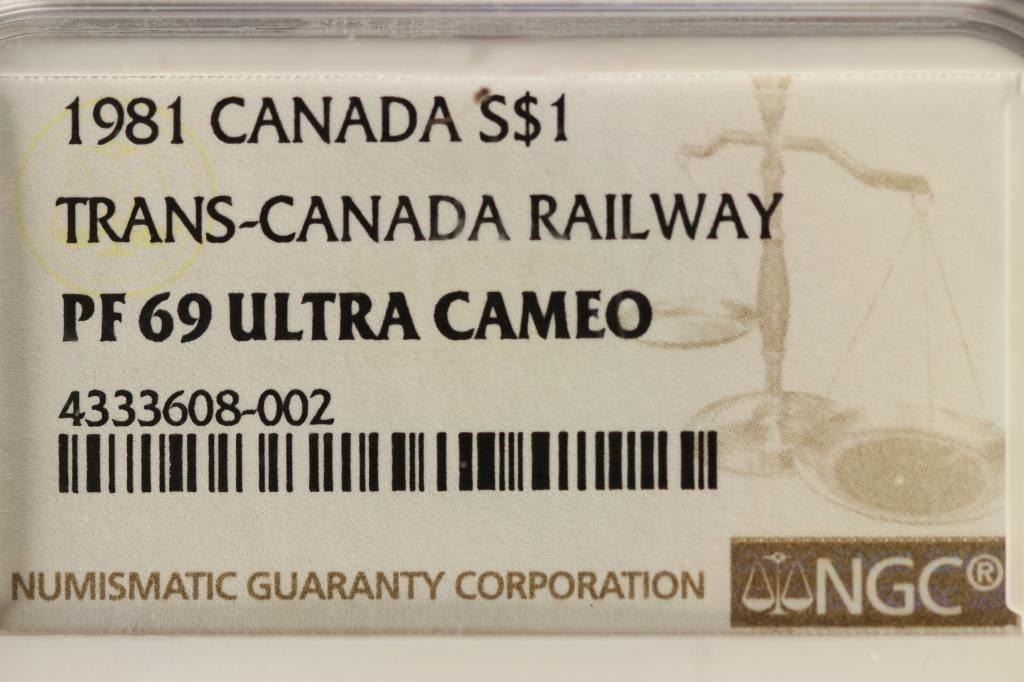 1981 CANADA S$1
TRANS-CANADA RAILWAY
PF 69 ULTRA CAMEO
4333608-002
NUMISMATIC GUARANTY CORPORATION
NGC®